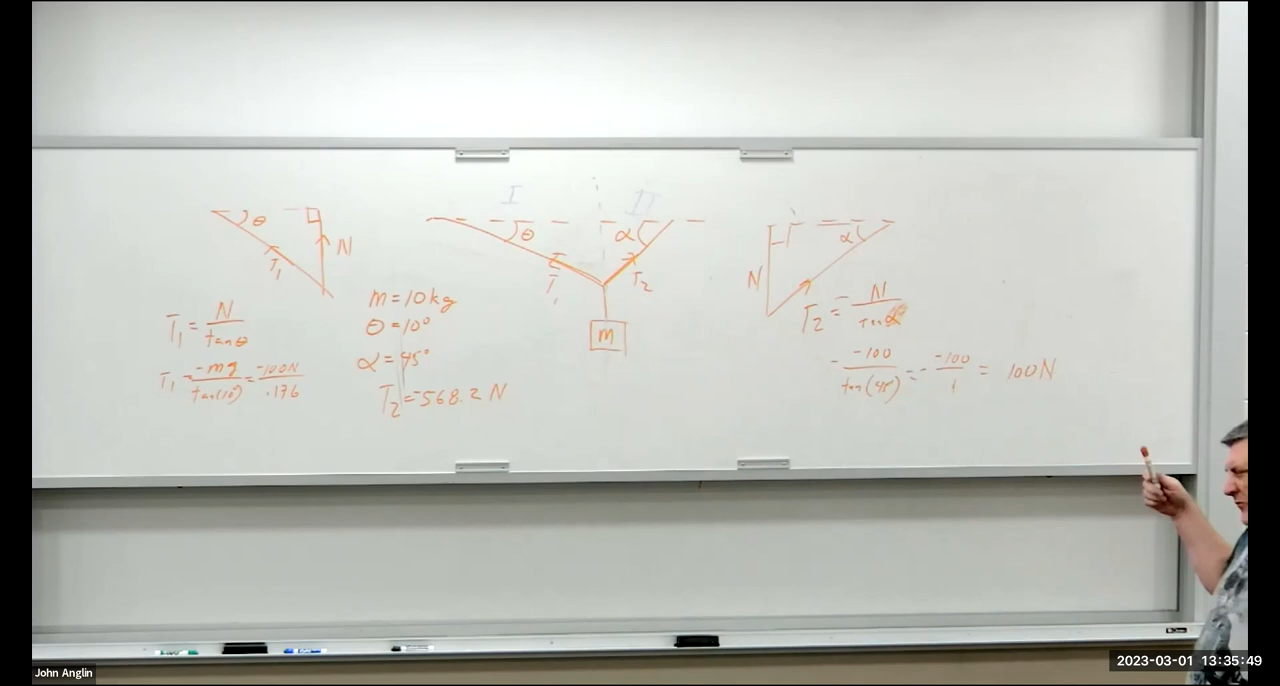 θ
T₁
N
T₁ = N / tanθ
T₁ = -mg / tan(10°) = -100N / .176
I
II
θ
α
T₁
T₂
m
m = 10kg
θ = 10°
α = 45°
T₂ = -568.2 N
α
N
T₂ = - N / tanα
- -100 / tan(45) = - -100 / 1 = 100N
John Anglin
2023-03-01 13:35:49